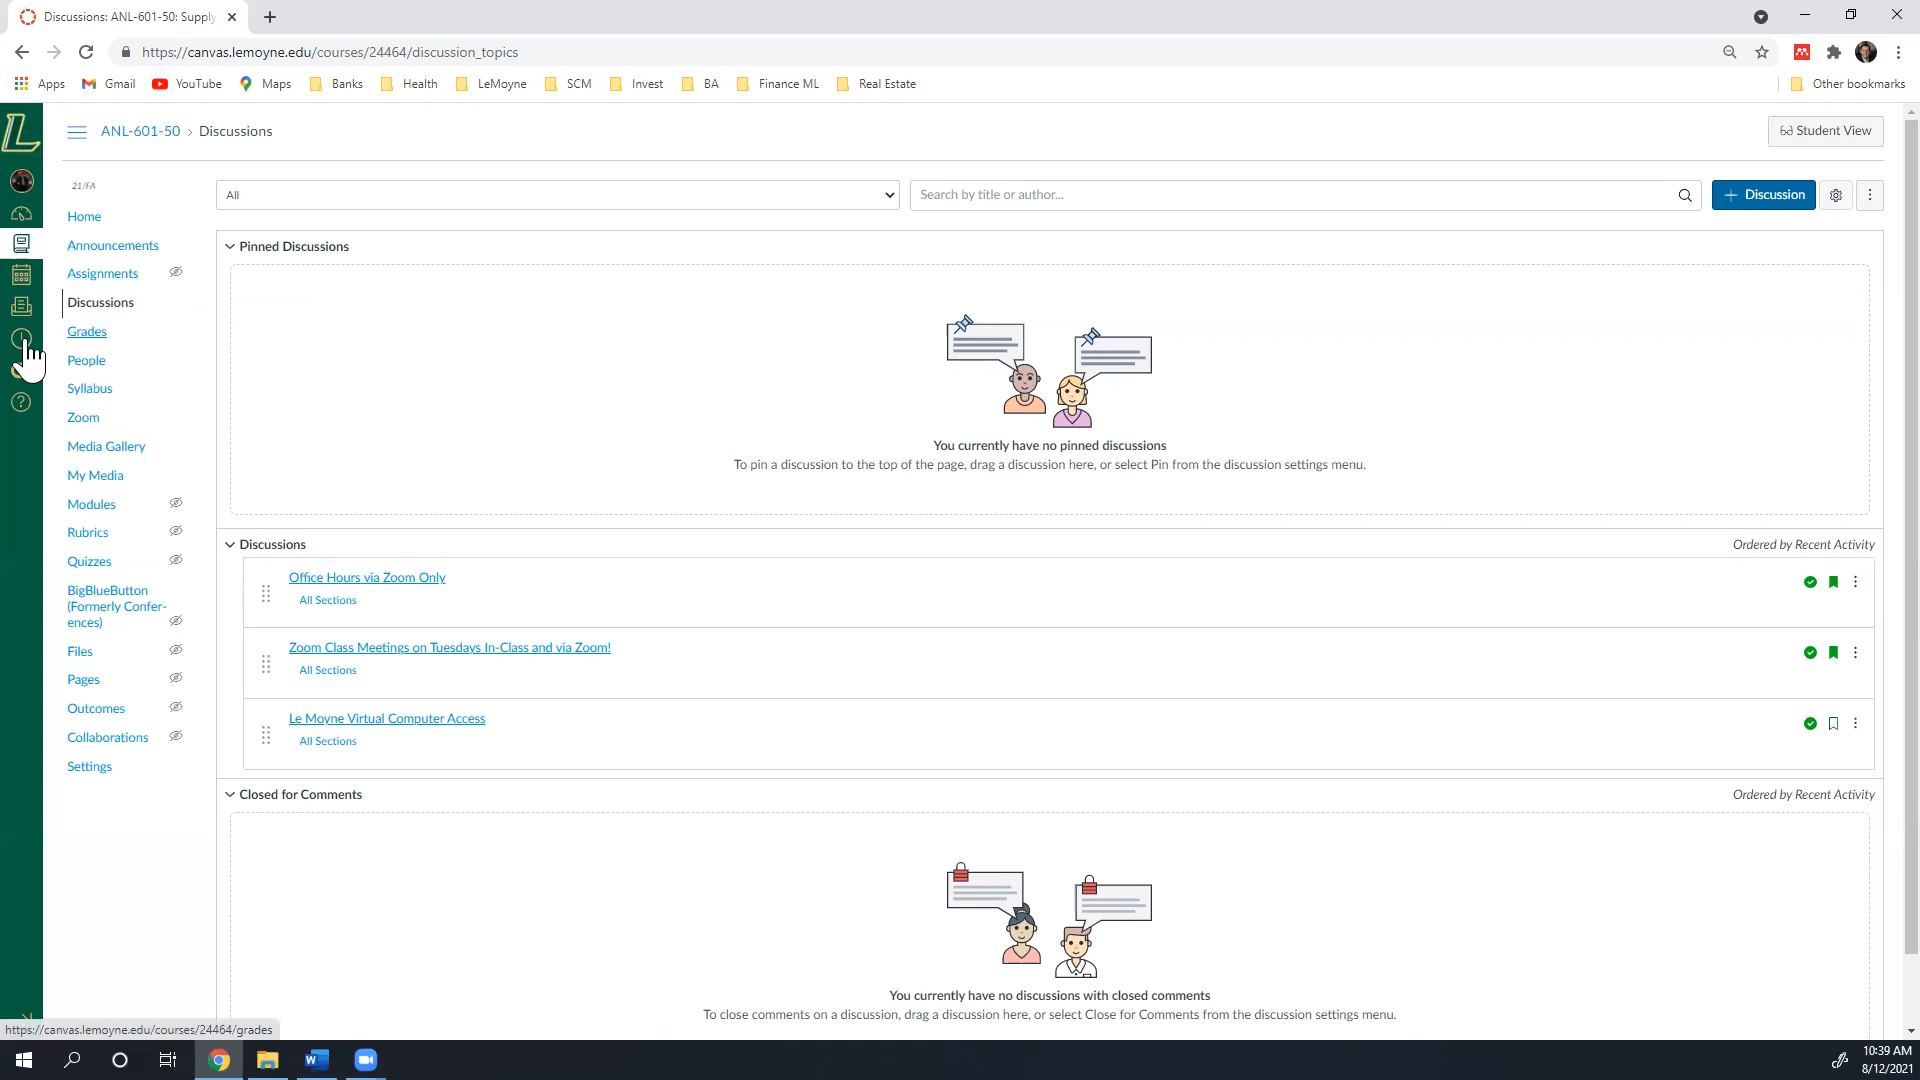 Discussions: ANL-601-50: Supply
https://canvas.lemoyne.edu/courses/24464/discussion_topics
Apps Gmail YouTube Maps Banks Health LeMoyne SCM Invest BA Finance ML Real Estate Other bookmarks
L
ANL-601-50 › Discussions
Student View
21/FA
Home
Announcements
Assignments
Discussions
Grades
People
Syllabus
Zoom
Media Gallery
My Media
Modules
Rubrics
Quizzes
BigBlueButton
(Formerly Confer-
ences)
Files
Pages
Outcomes
Collaborations
Settings
All
Search by title or author...
+ Discussion
Pinned Discussions
You currently have no pinned discussions
To pin a discussion to the top of the page, drag a discussion here, or select Pin from the discussion settings menu.
Discussions
Ordered by Recent Activity
Office Hours via Zoom Only
All Sections
Zoom Class Meetings on Tuesdays In-Class and via Zoom!
All Sections
Le Moyne Virtual Computer Access
All Sections
Closed for Comments
Ordered by Recent Activity
You currently have no discussions with closed comments
To close comments on a discussion, drag a discussion here, or select Close for Comments from the discussion settings menu.
https://canvas.lemoyne.edu/courses/24464/grades
10:39 AM
8/12/2021